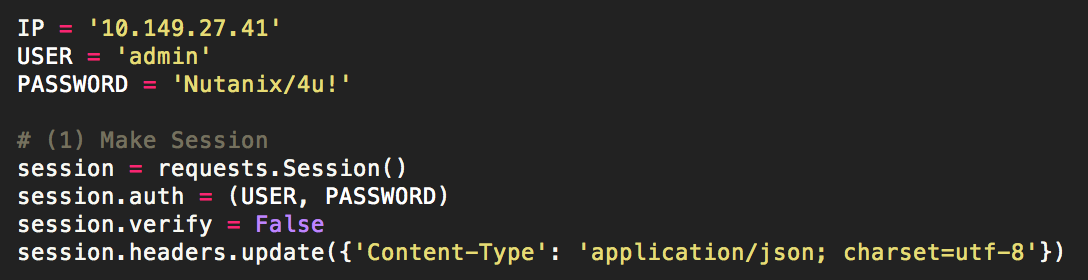 IP = '10.149.27.41'
USER = 'admin'
PASSWORD = 'Nutanix/4u!'
# (1) Make Session
session = requests.Session()
session.auth = (USER, PASSWORD)
session.verify = False
session.headers.update({'Content-Type': 'application/json; charset=utf-8'})